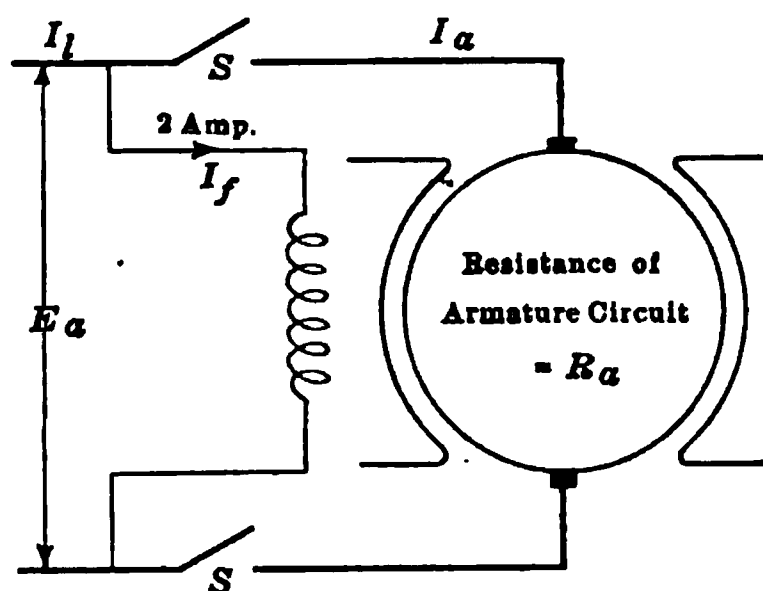 I_l
S
I_a
2 Amp.
I_f
E_a
Resistance of
Armature Circuit
= R_a
S